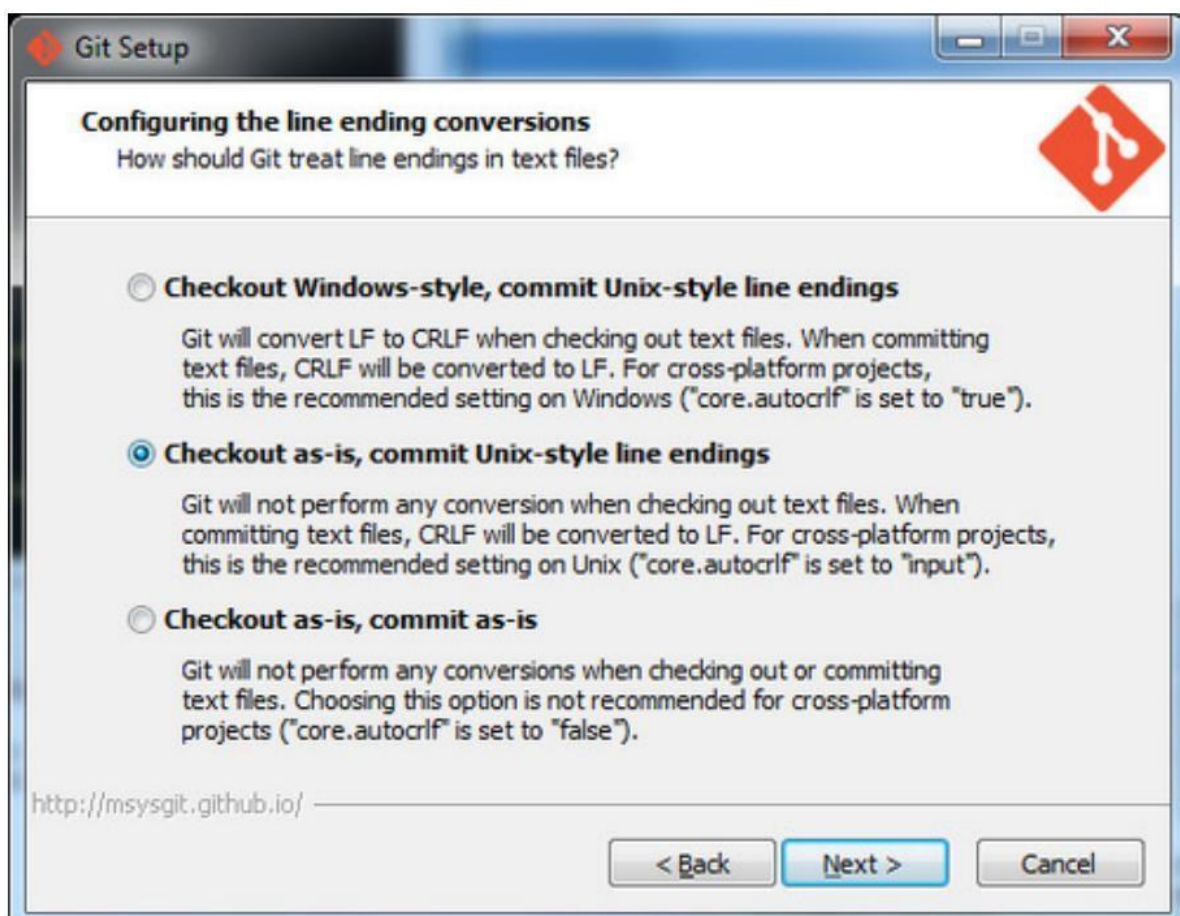 Git Setup
Configuring the line ending conversions
How should Git treat line endings in text files?
Checkout Windows-style, commit Unix-style line endings
Git will convert LF to CRLF when checking out text files. When committing
text files, CRLF will be converted to LF. For cross-platform projects,
this is the recommended setting on Windows ("core.autocrlf" is set to "true").
Checkout as-is, commit Unix-style line endings
Git will not perform any conversion when checking out text files. When
committing text files, CRLF will be converted to LF. For cross-platform projects,
this is the recommended setting on Unix ("core.autocrlf" is set to "input").
Checkout as-is, commit as-is
Git will not perform any conversions when checking out or committing
text files. Choosing this option is not recommended for cross-platform
projects ("core.autocrlf" is set to "false").
http://msysgit.github.io/
< Back
Next >
Cancel